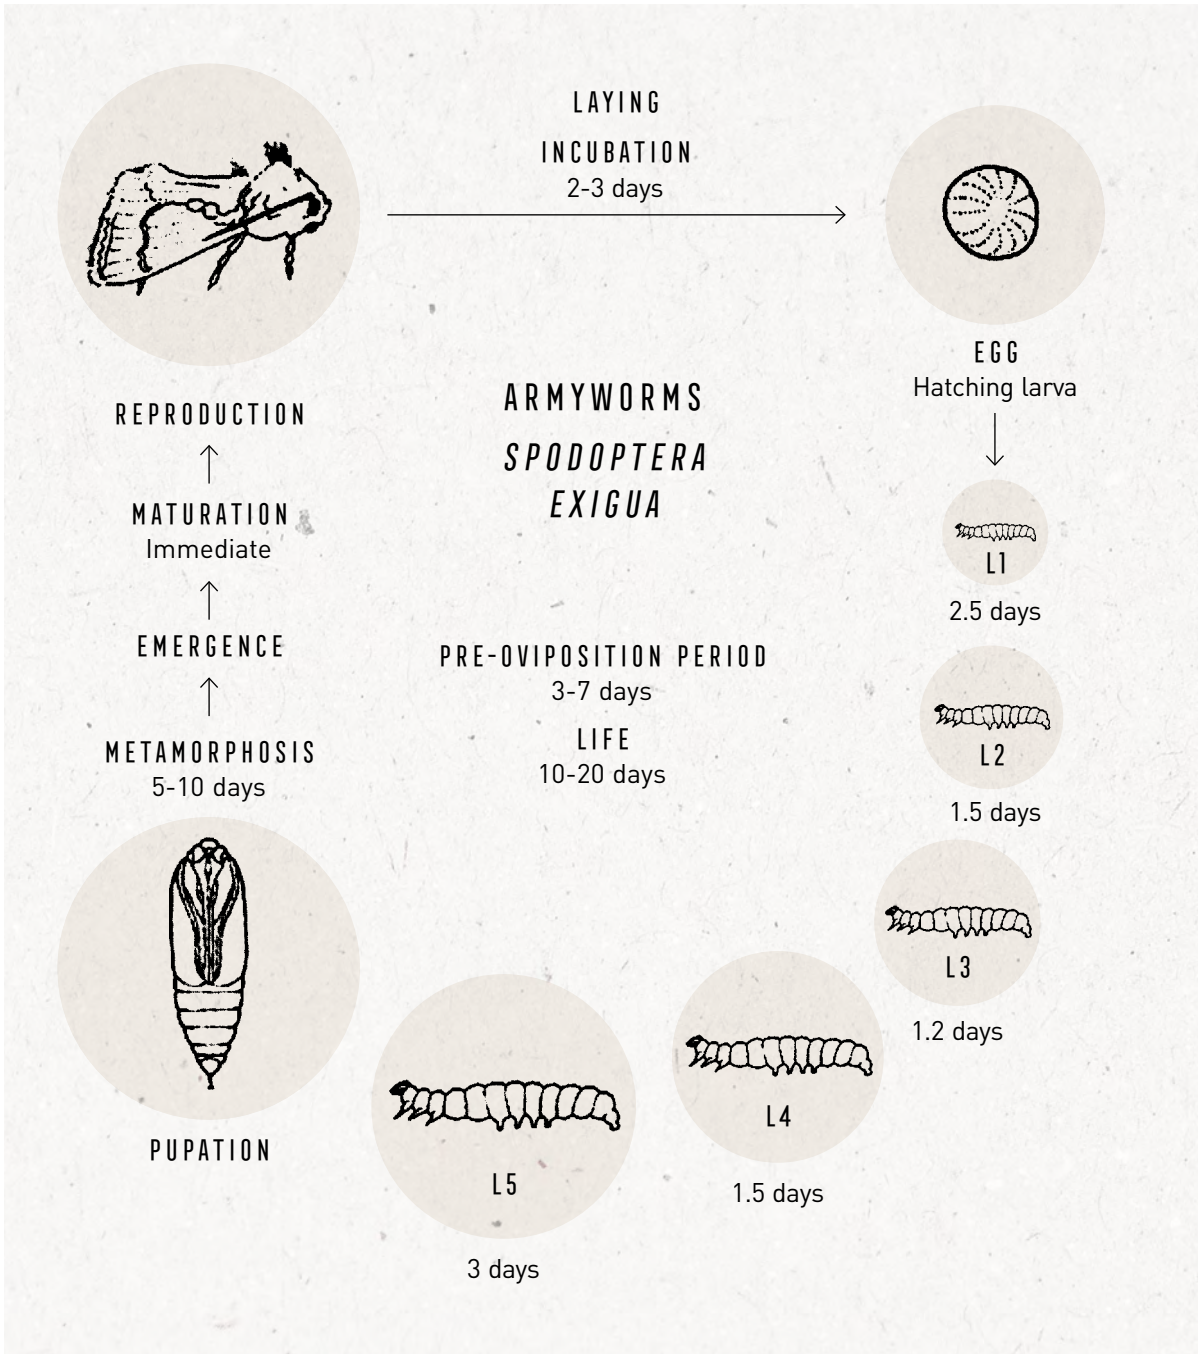 LAYING
INCUBATION
2-3 days
EGG
Hatching larva
L1
2.5 days
L2
1.5 days
L3
1.2 days
L4
1.5 days
L5
3 days
PUPATION
METAMORPHOSIS
5-10 days
EMERGENCE
MATURATION
Immediate
REPRODUCTION
ARMYWORMS
SPODOPTERA
EXIGUA
PRE-OVIPOSITION PERIOD
3-7 days
LIFE
10-20 days